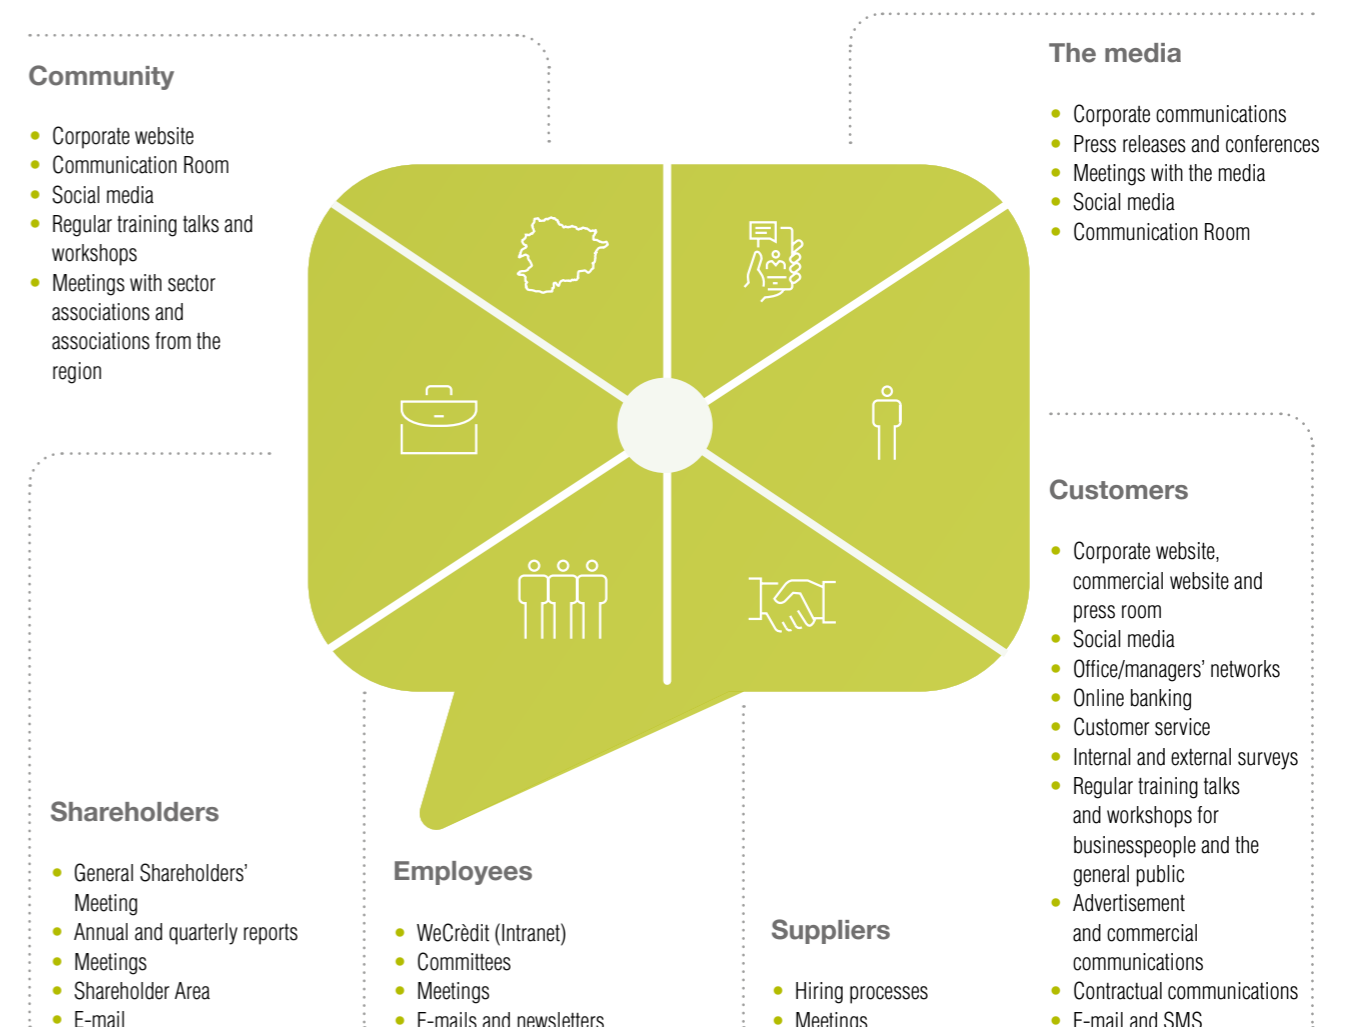 Community
• Corporate website
• Communication Room
• Social media
• Regular training talks and
workshops
• Meetings with sector
associations and
associations from the
region
The media
• Corporate communications
• Press releases and conferences
• Meetings with the media
• Social media
• Communication Room
Customers
• Corporate website,
commercial website and
press room
• Social media
• Office/managers’ networks
• Online banking
• Customer service
• Internal and external surveys
• Regular training talks
and workshops for
businesspeople and the
general public
• Advertisement
and commercial
communications
• Contractual communications
• E-mail and SMS
Shareholders
• General Shareholders’
Meeting
• Annual and quarterly reports
• Meetings
• Shareholder Area
• E-mail
Employees
• WeCrèdit (Intranet)
• Committees
• Meetings
• E-mails and newsletters
Suppliers
• Hiring processes
• Meetings